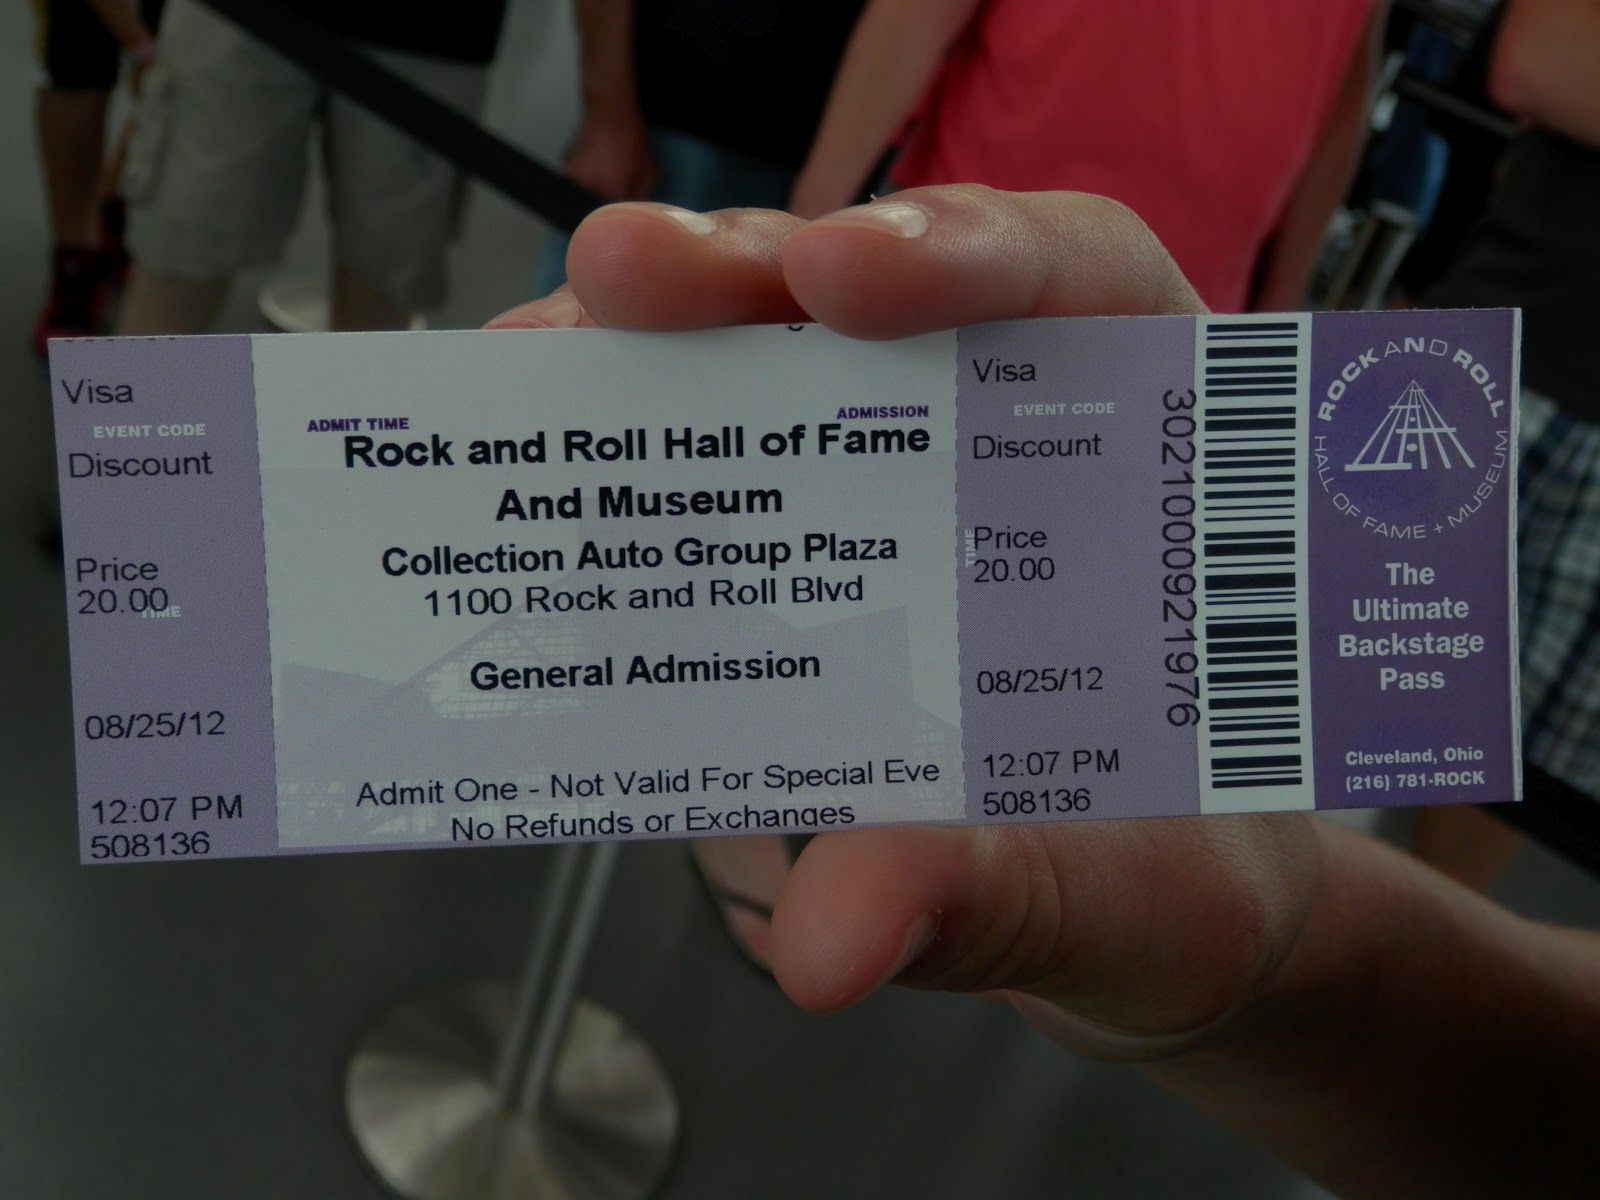 Visa
EVENT CODE
Discount
Price
20.00
TIME
08/25/12
12:07 PM
508136
ADMIT TIME
ADMISSION
Rock and Roll Hall of Fame
And Museum
Collection Auto Group Plaza
1100 Rock and Roll Blvd
General Admission
Admit One - Not Valid For Special Eve
No Refunds or Exchanges
Visa
EVENT CODE
Discount
TIME
Price
20.00
08/25/12
12:07 PM
508136
3021000921976
ROCK AND ROLL
HALL OF FAME + MUSEUM
The
Ultimate
Backstage
Pass
Cleveland, Ohio
(216) 781-ROCK